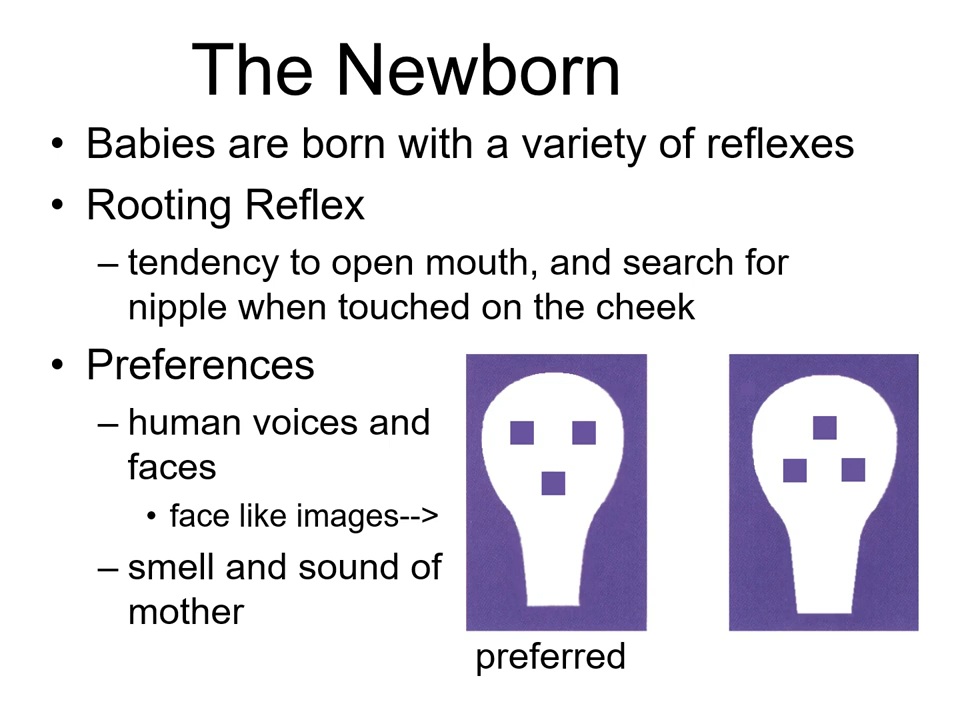 The Newborn
• Babies are born with a variety of reflexes
• Rooting Reflex
– tendency to open mouth, and search for
nipple when touched on the cheek
• Preferences
– human voices and
faces
• face like images-->
– smell and sound of
mother
preferred